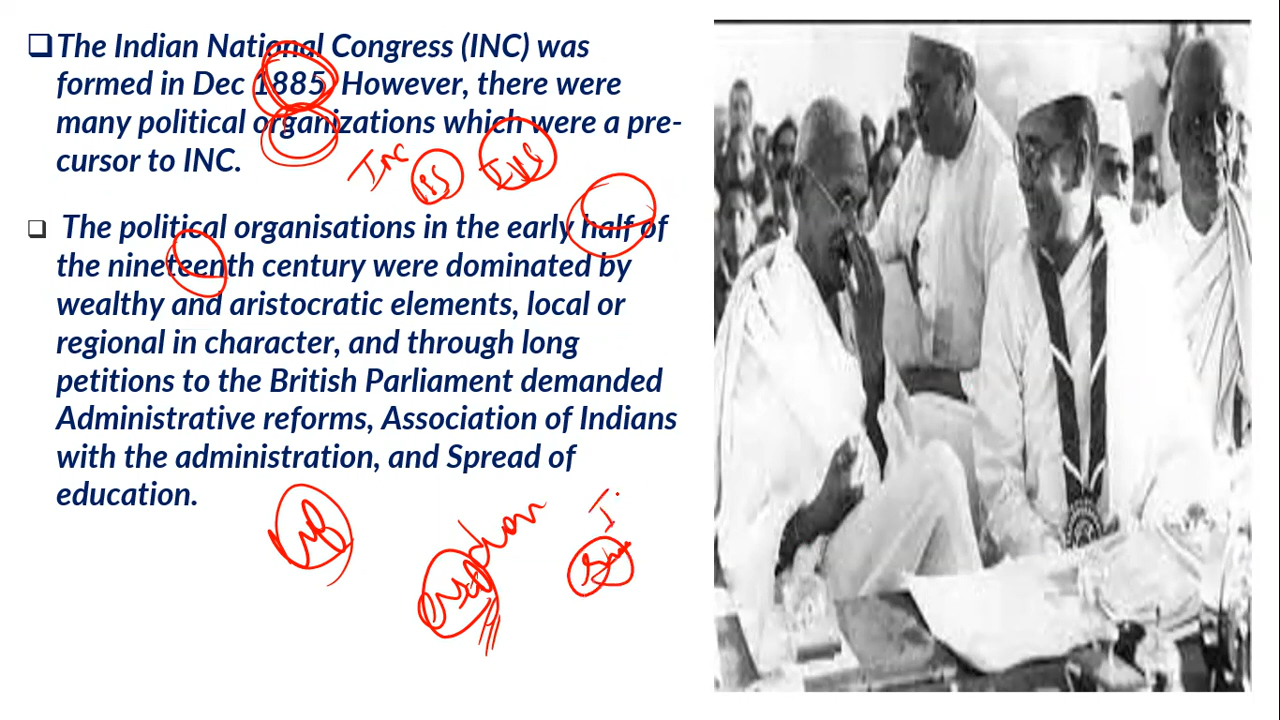 The Indian National Congress (INC) was
formed in Dec 1885. However, there were
many political organizations which were a pre-
cursor to INC.
INC
The political organisations in the early half of
the nineteenth century were dominated by
wealthy and aristocratic elements, local or
regional in character, and through long
petitions to the British Parliament demanded
Administrative reforms, Association of Indians
with the administration, and Spread of
education.